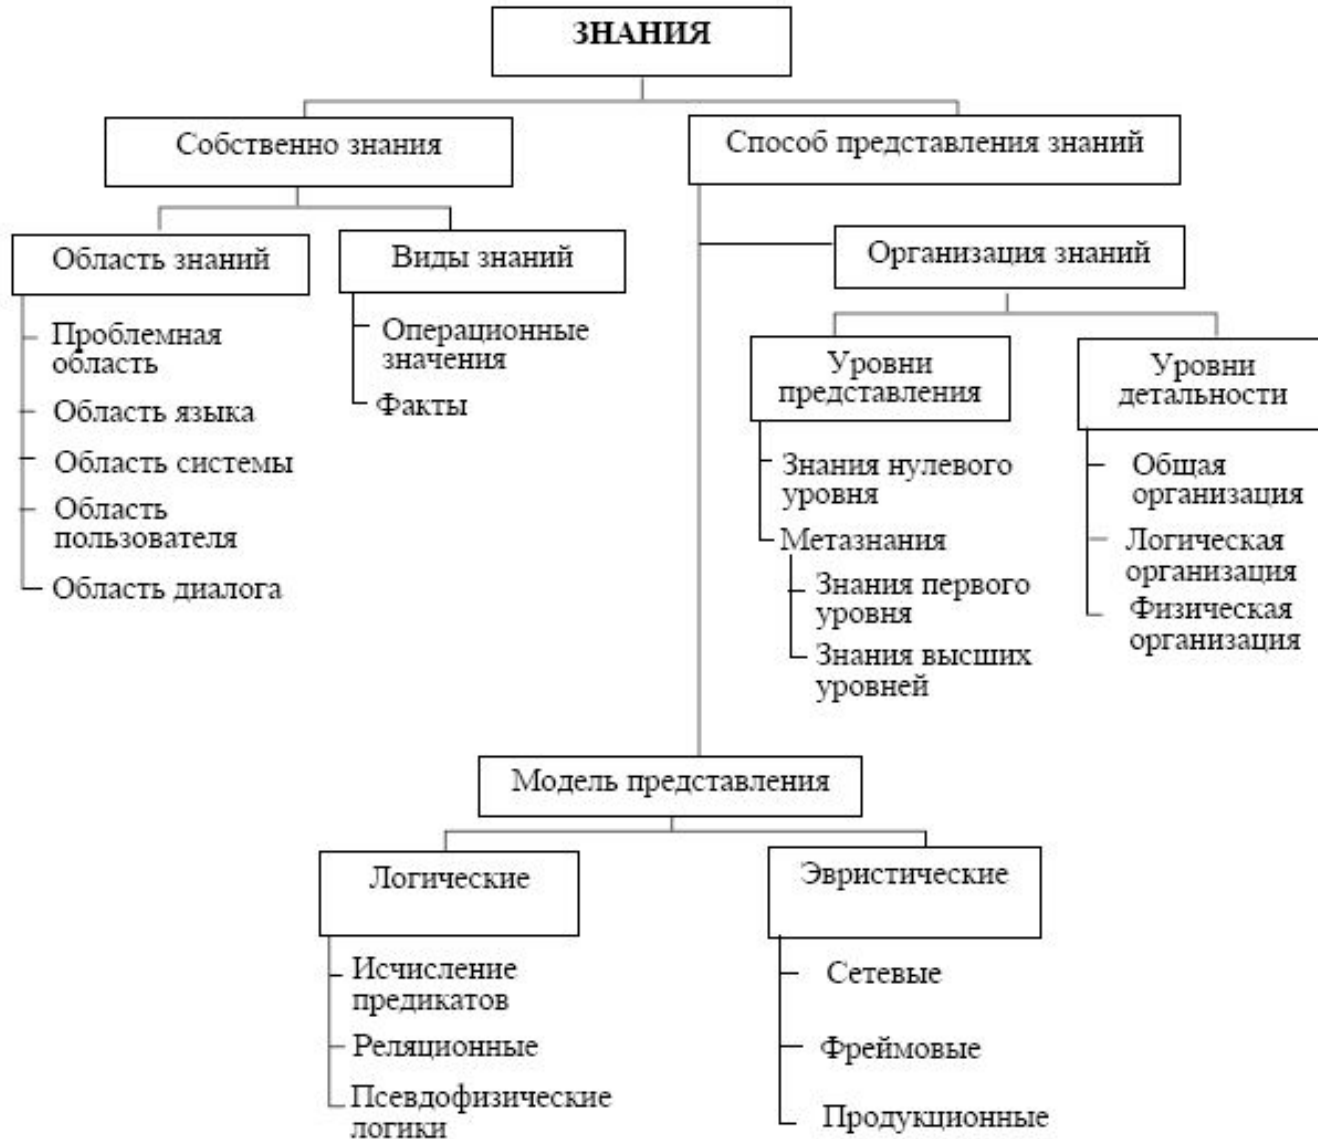 ЗНАНИЯ
Собственно знания
Способ представления знаний
Область знаний
Виды знаний
Организация знаний
Проблемная
область
Область языка
Область системы
Область
пользователя
Область диалога
Операционные
значения
Факты
Уровни
представления
Уровни
детальности
Знания нулевого
уровня
Метазнания
Знания первого
уровня
Знания высших
уровней
Общая
организация
Логическая
организация
Физическая
организация
Модель представления
Логические
Эвристические
Исчисление
предикатов
Реляционные
Псевдофизические
логики
Сетевые
Фреймовые
Продукционные